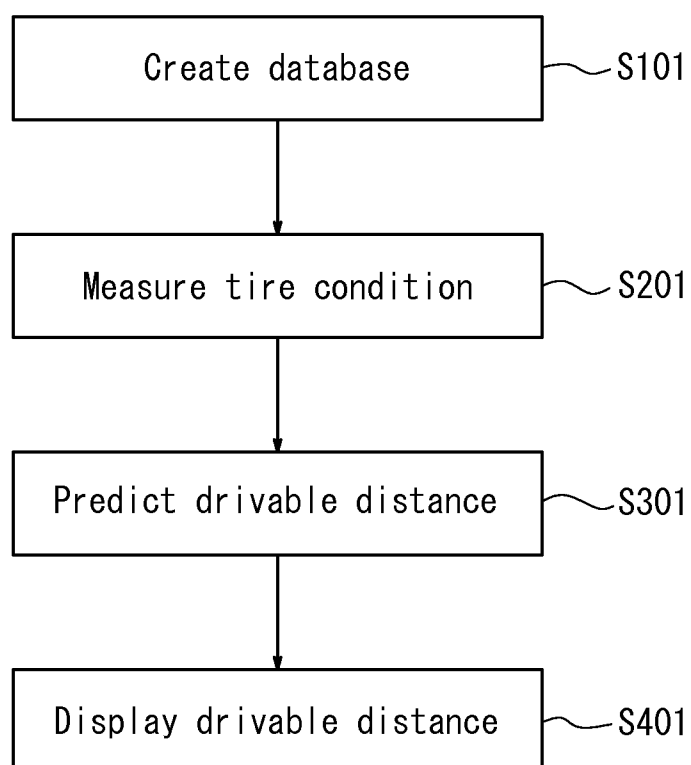 Create database
S101
Measure tire condition
S201
Predict drivable distance
S301
Display drivable distance
S401